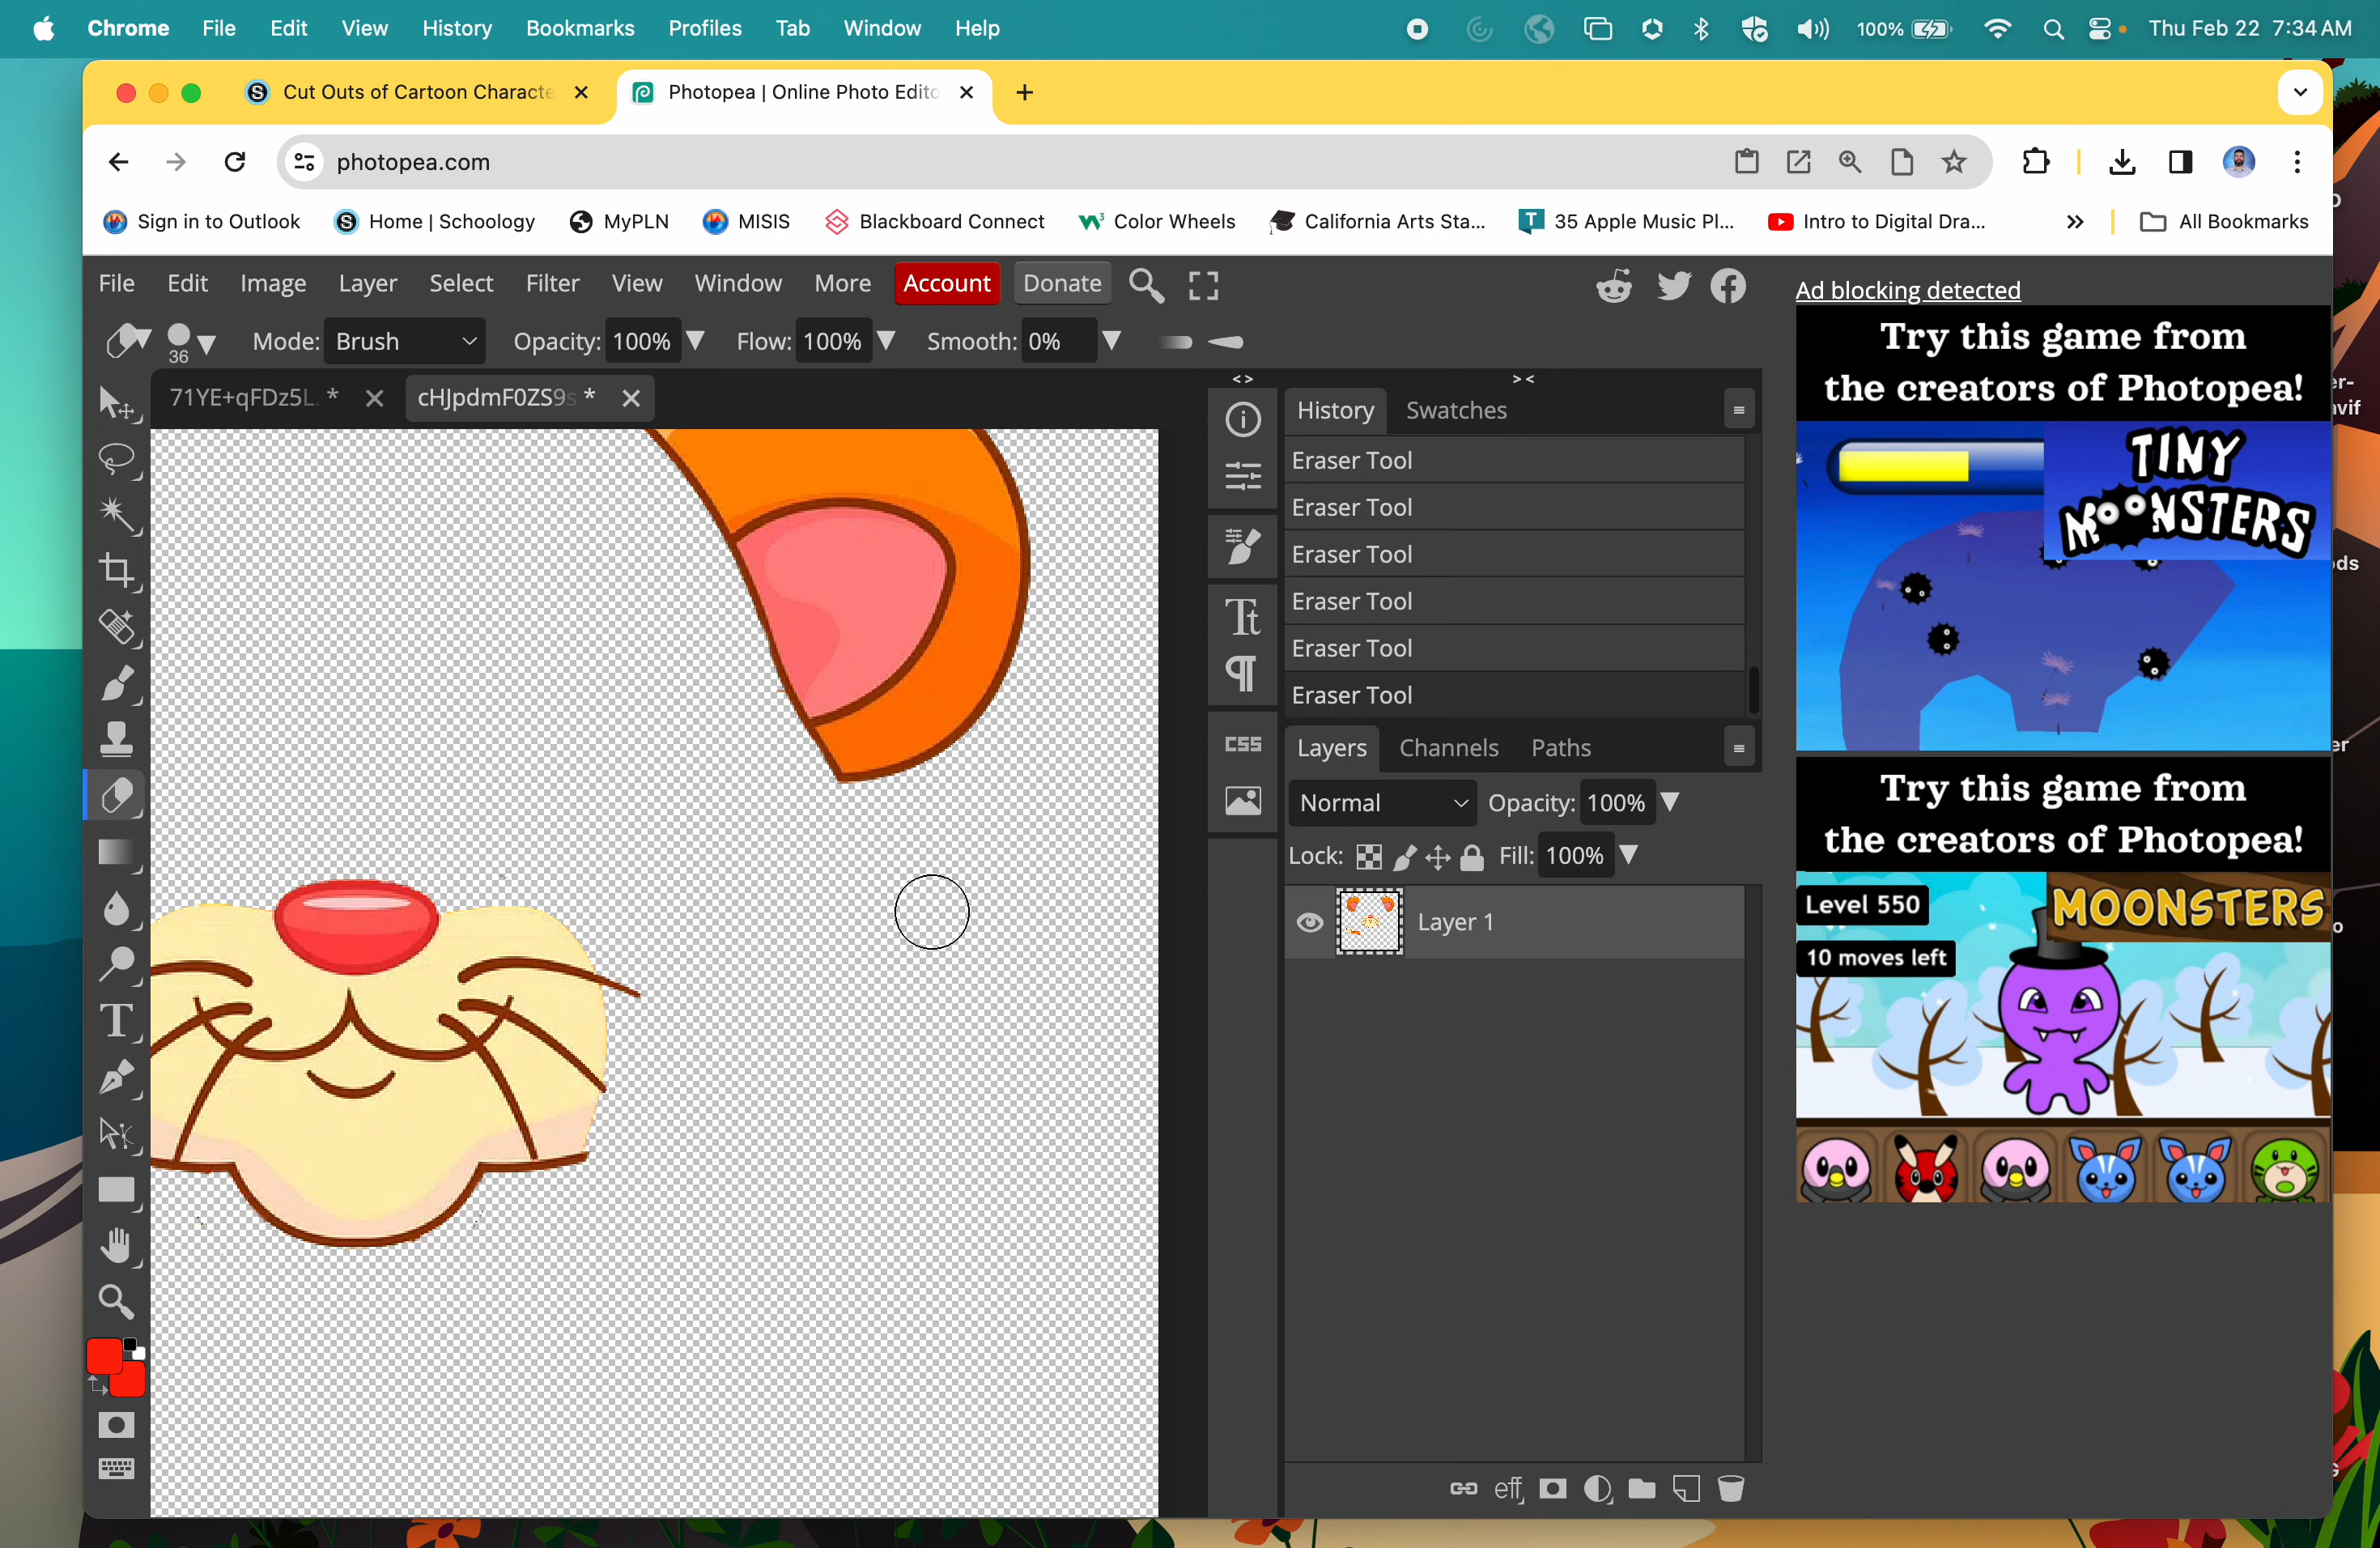 Chrome File Edit View History Bookmarks Profiles Tab Window Help 100% Thu Feb 22 7:34 AM
Cut Outs of Cartoon Characte Photopea | Online Photo Edito
photopea.com
Sign in to Outlook Home | Schoology MyPLN MISIS Blackboard Connect Color Wheels California Arts Sta... 35 Apple Music Pl... Intro to Digital Dra... » All Bookmarks
File Edit Image Layer Select Filter View Window More Account Donate
Ad blocking detected
36 Mode: Brush Opacity: 100% Flow: 100% Smooth: 0%
71YE+qFDz5L. * cHJpdmF0ZS9s *
< > > <
History Swatches
Eraser Tool
Eraser Tool
Eraser Tool
Eraser Tool
Eraser Tool
Eraser Tool
CSS
Layers Channels Paths
Normal Opacity: 100%
Lock: Fill: 100%
Layer 1
eff
Try this game from
the creators of Photopea!
TINY
MOONSTERS
Try this game from
the creators of Photopea!
Level 550 MOONSTERS
10 moves left
er-
vif
ds
er